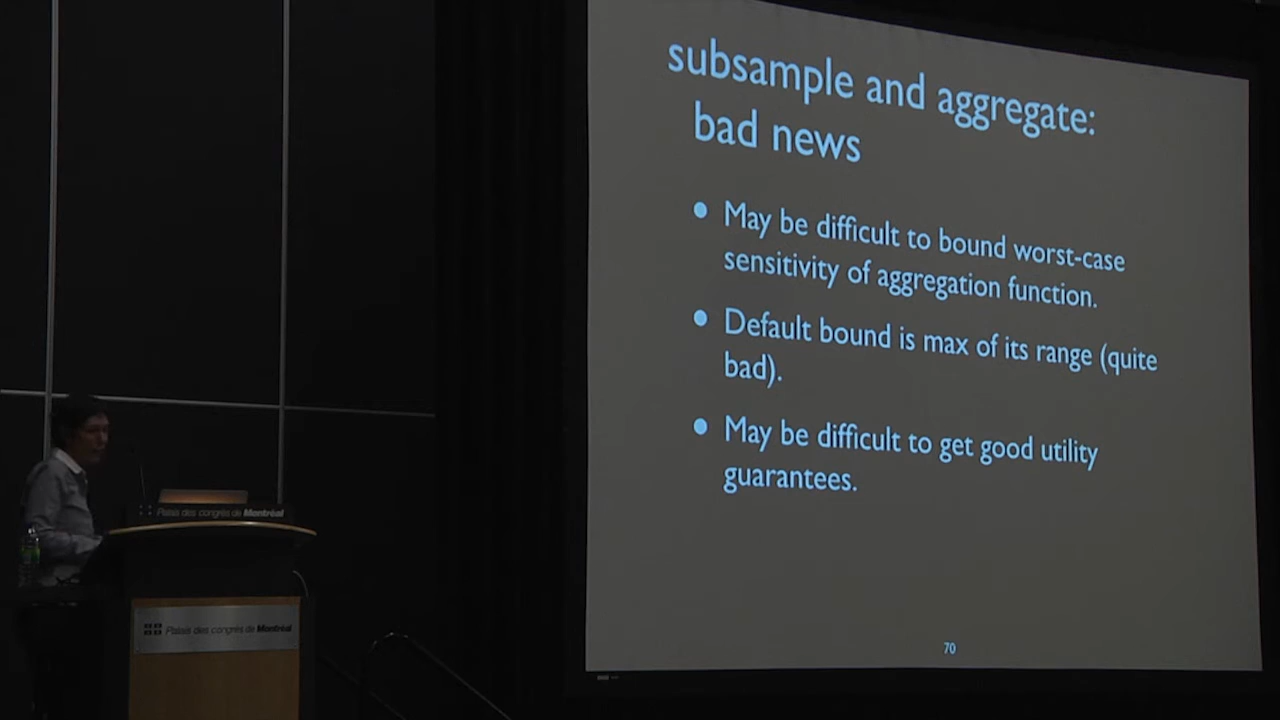 subsample and aggregate:
bad news
• May be difficult to bound worst-case
sensitivity of aggregation function.
• Default bound is max of its range (quite
bad).
• May be difficult to get good utility
guarantees.
70
Palais des congrès de Montréal
Palais des congrès de Montréal